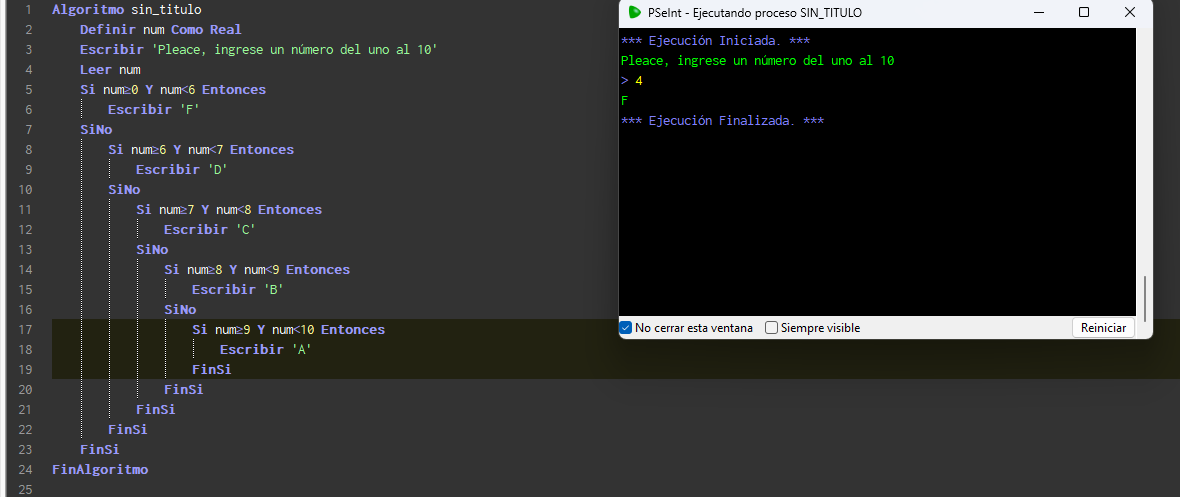 1 Algoritmo sin_titulo
2 Definir num Como Real
3 Escribir 'Pleace, ingrese un número del uno al 10'
4 Leer num
5 Si num≥0 Y num<6 Entonces
6 Escribir 'F'
7 SiNo
8 Si num≥6 Y num<7 Entonces
9 Escribir 'D'
10 SiNo
11 Si num≥7 Y num<8 Entonces
12 Escribir 'C'
13 SiNo
14 Si num≥8 Y num<9 Entonces
15 Escribir 'B'
16 SiNo
17 Si num≥9 Y num<10 Entonces
18 Escribir 'A'
19 FinSi
20 FinSi
21 FinSi
22 FinSi
23 FinSi
24 FinAlgoritmo
25
PSeInt - Ejecutando proceso SIN_TITULO
*** Ejecución Iniciada. ***
Pleace, ingrese un número del uno al 10
> 4
F
*** Ejecución Finalizada. ***
No cerrar esta ventana Siempre visible Reiniciar